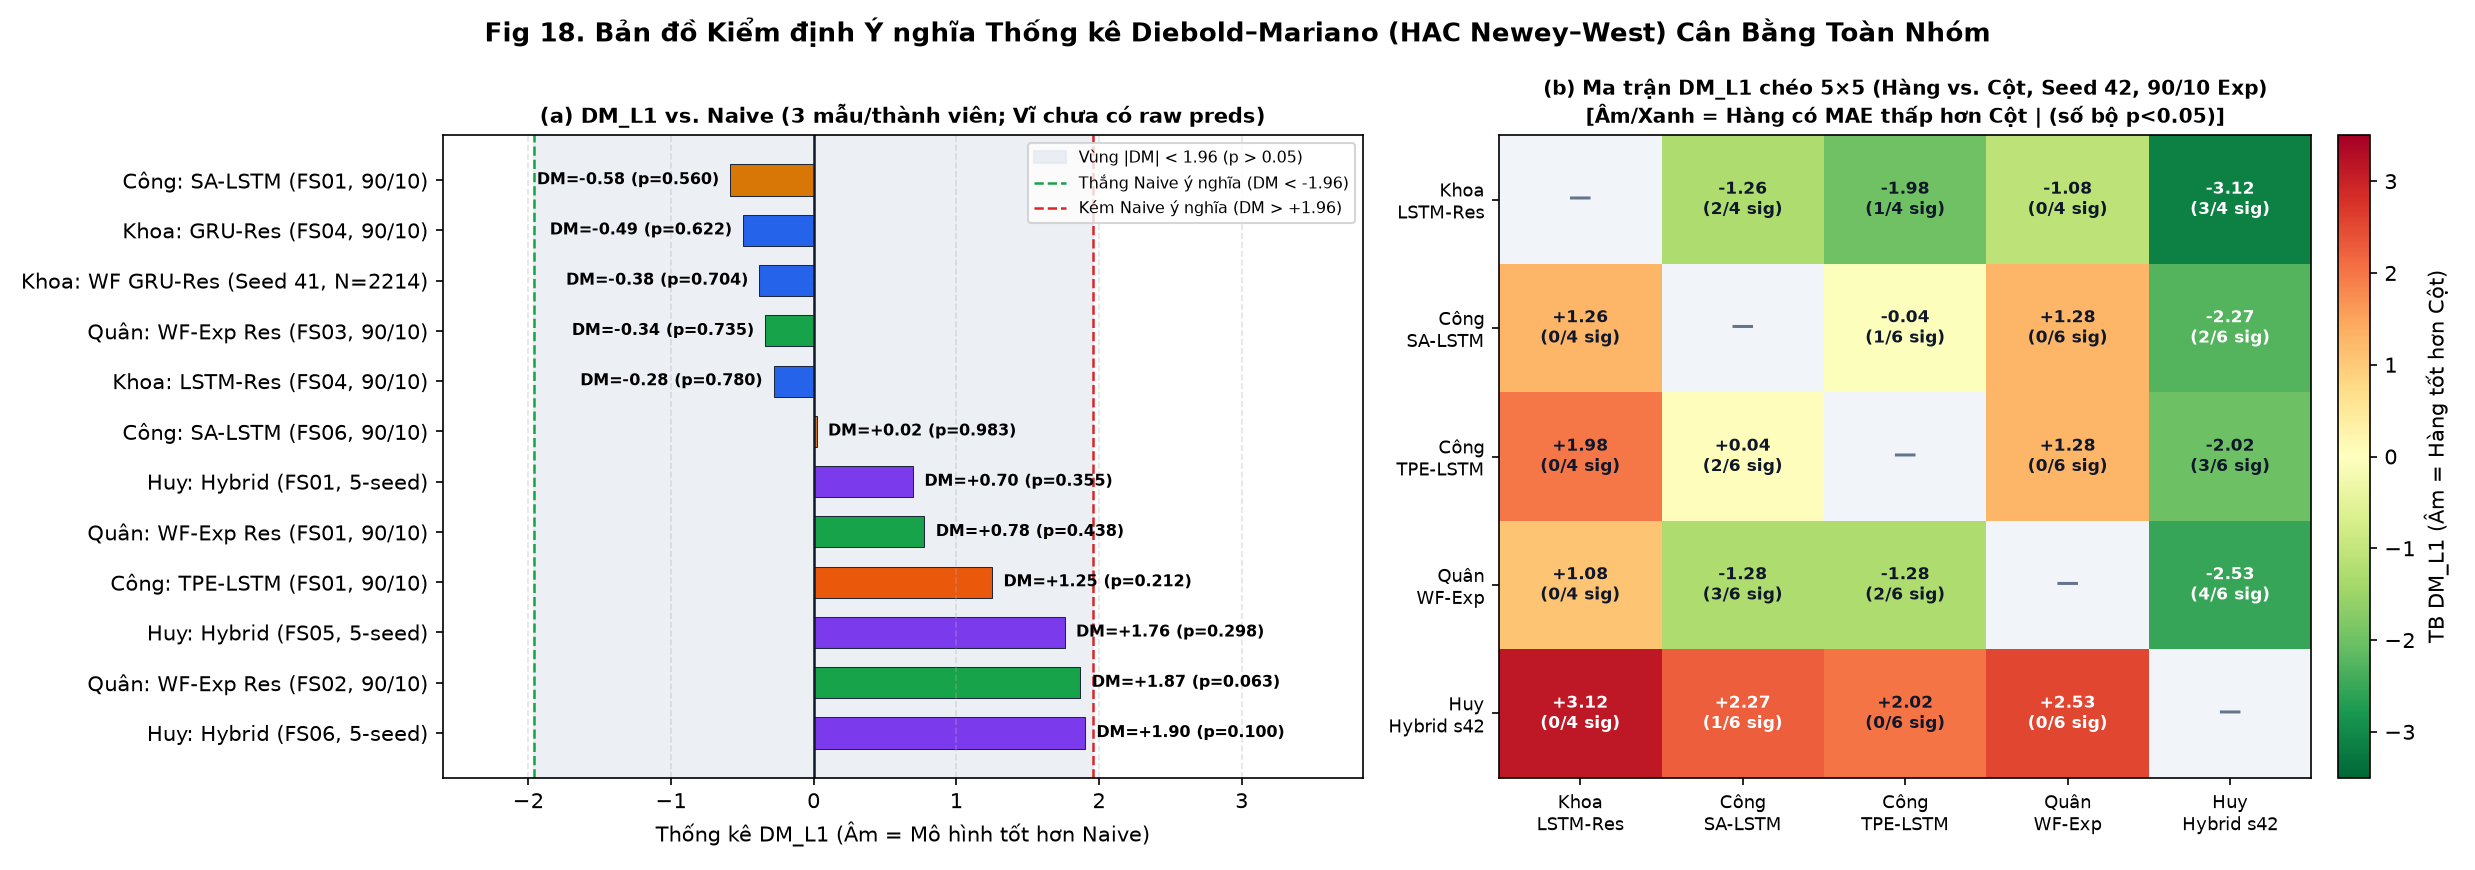 Fig 18. Bản đồ Kiểm định Ý nghĩa Thống kê Diebold–Mariano (HAC Newey–West) Cân Bằng Toàn Nhóm
(a) DM_L1 vs. Naive (3 mẫu/thành viên; Vĩ chưa có raw preds)
Vùng |DM| < 1.96 (p > 0.05)
Thắng Naive ý nghĩa (DM < -1.96)
Kém Naive ý nghĩa (DM > +1.96)
Công: SA-LSTM (FS01, 90/10)
DM=-0.58 (p=0.560)
Khoa: GRU-Res (FS04, 90/10)
DM=-0.49 (p=0.622)
Khoa: WF GRU-Res (Seed 41, N=2214)
DM=-0.38 (p=0.704)
Quân: WF-Exp Res (FS03, 90/10)
DM=-0.34 (p=0.735)
Khoa: LSTM-Res (FS04, 90/10)
DM=-0.28 (p=0.780)
Công: SA-LSTM (FS06, 90/10)
DM=+0.02 (p=0.983)
Huy: Hybrid (FS01, 5-seed)
DM=+0.70 (p=0.355)
Quân: WF-Exp Res (FS01, 90/10)
DM=+0.78 (p=0.438)
Công: TPE-LSTM (FS01, 90/10)
DM=+1.25 (p=0.212)
Huy: Hybrid (FS05, 5-seed)
DM=+1.76 (p=0.298)
Quân: WF-Exp Res (FS02, 90/10)
DM=+1.87 (p=0.063)
Huy: Hybrid (FS06, 5-seed)
DM=+1.90 (p=0.100)
−2 −1 0 1 2 3
Thống kê DM_L1 (Âm = Mô hình tốt hơn Naive)
(b) Ma trận DM_L1 chéo 5×5 (Hàng vs. Cột, Seed 42, 90/10 Exp)
[Âm/Xanh = Hàng có MAE thấp hơn Cột | (số bộ p<0.05)]
Khoa
LSTM-Res
— -1.26 -1.98 -1.08 -3.12
(2/4 sig) (1/4 sig) (0/4 sig) (3/4 sig)
Công
SA-LSTM
+1.26 — -0.04 +1.28 -2.27
(0/4 sig) (1/6 sig) (0/6 sig) (2/6 sig)
Công
TPE-LSTM
+1.98 +0.04 — +1.28 -2.02
(0/4 sig) (2/6 sig) (0/6 sig) (3/6 sig)
Quân
WF-Exp
+1.08 -1.28 -1.28 — -2.53
(0/4 sig) (3/6 sig) (2/6 sig) (4/6 sig)
Huy
Hybrid s42
+3.12 +2.27 +2.02 +2.53 —
(0/4 sig) (1/6 sig) (0/6 sig) (0/6 sig)
Khoa Công Công Quân Huy
LSTM-Res SA-LSTM TPE-LSTM WF-Exp Hybrid s42
3
2
1
0
−1
−2
−3
TB DM_L1 (Âm = Hàng tốt hơn Cột)